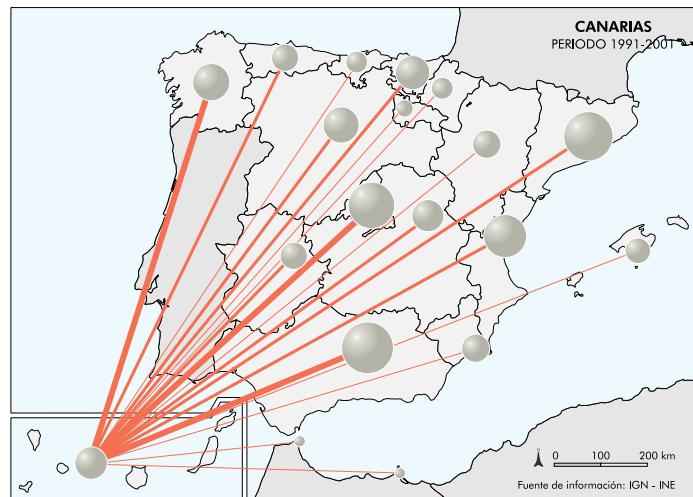 CANARIAS
PERIODO 1991-2001
0 100 200 km
Fuente de información: IGN - INE